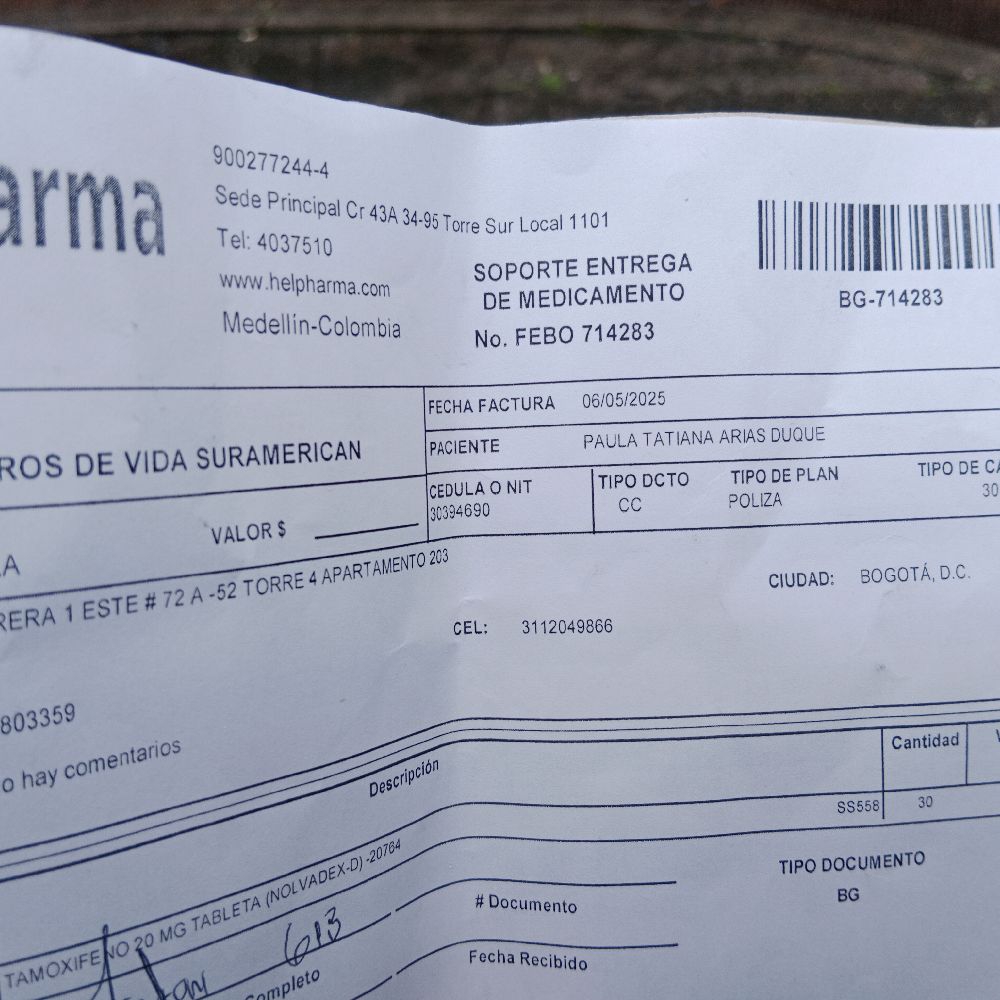 arma
900277244-4
Sede Principal Cr 43A 34-95 Torre Sur Local 1101
Tel: 4037510
www.helpharma.com
Medellín-Colombia
SOPORTE ENTREGA
DE MEDICAMENTO
No. FEBO 714283
BG-714283
FECHA FACTURA 06/05/2025
ROS DE VIDA SURAMERICAN
PACIENTE PAULA TATIANA ARIAS DUQUE
CEDULA O NIT TIPO DCTO TIPO DE PLAN TIPO DE CA
30394690 CC POLIZA 30
VALOR $
LA
RERA 1 ESTE # 72 A -52 TORRE 4 APARTAMENTO 203
CIUDAD: BOGOTÁ, D.C.
CEL: 3112049866
803359
o hay comentarios
Descripción Cantidad
SS558 30
TAMOXIFENO 20 MG TABLETA (NOLVADEX-D) -20764
TIPO DOCUMENTO
BG
# Documento
613
ompleto
Fecha Recibido